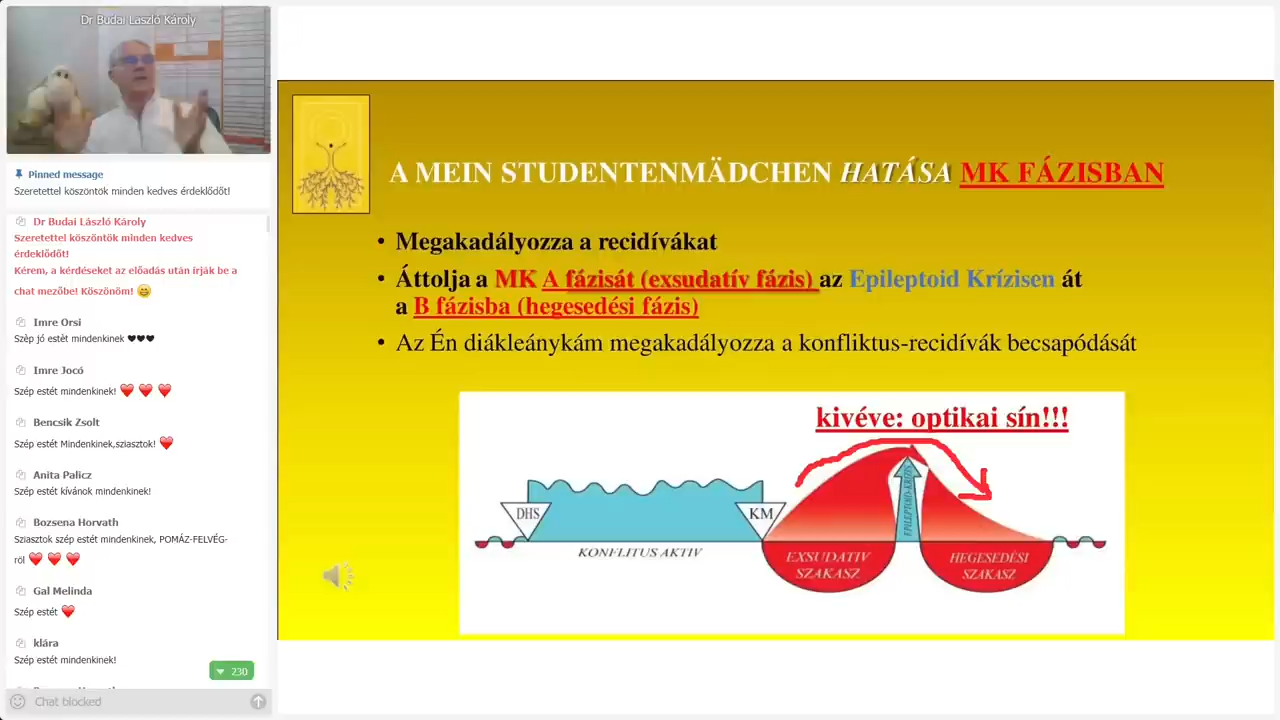 Dr Budai László Károly
Pinned message
Szeretettel köszöntök minden kedves érdeklődőt!
Dr Budai László Károly
Szeretettel köszöntök minden kedves
érdeklődőt!
Kérem, a kérdéseket az előadás után írják be a
chat mezőbe! Köszönöm! 😄
Imre Orsi
Szèp jó estèt mindenkinek ♥♥♥
Imre Jocó
Szép estét mindenkinek! ❤️ ❤️ ❤️
Bencsik Zsolt
Szép estét Mindenkinek,sziasztok! ❤️
Anita Palicz
Szép estét kívánok mindenkinek!
Bozsena Horvath
Sziasztok szép estét mindenkinek, POMÁZ-FELVÉG-
ról ❤️ ❤️ ❤️
Gal Melinda
Szép estét ❤️
klára
Szép estét mindenkinek!
230
Chat blocked
A MEIN STUDENTENMÄDCHEN HATÁSA MK FÁZISBAN
• Megakadályozza a recidívákat
• Áttolja a MK A fázisát (exsudatív fázis) az Epileptoid Krízisen át
a B fázisba (hegesedési fázis)
• Az Én diákleánykám megakadályozza a konfliktus-recidívák becsapódását
kivéve: optikai sín!!!
DHS
KM
KONFLITUS AKTIV
EXSUDATIV
SZAKASZ
HEGESEDÉSI
SZAKASZ